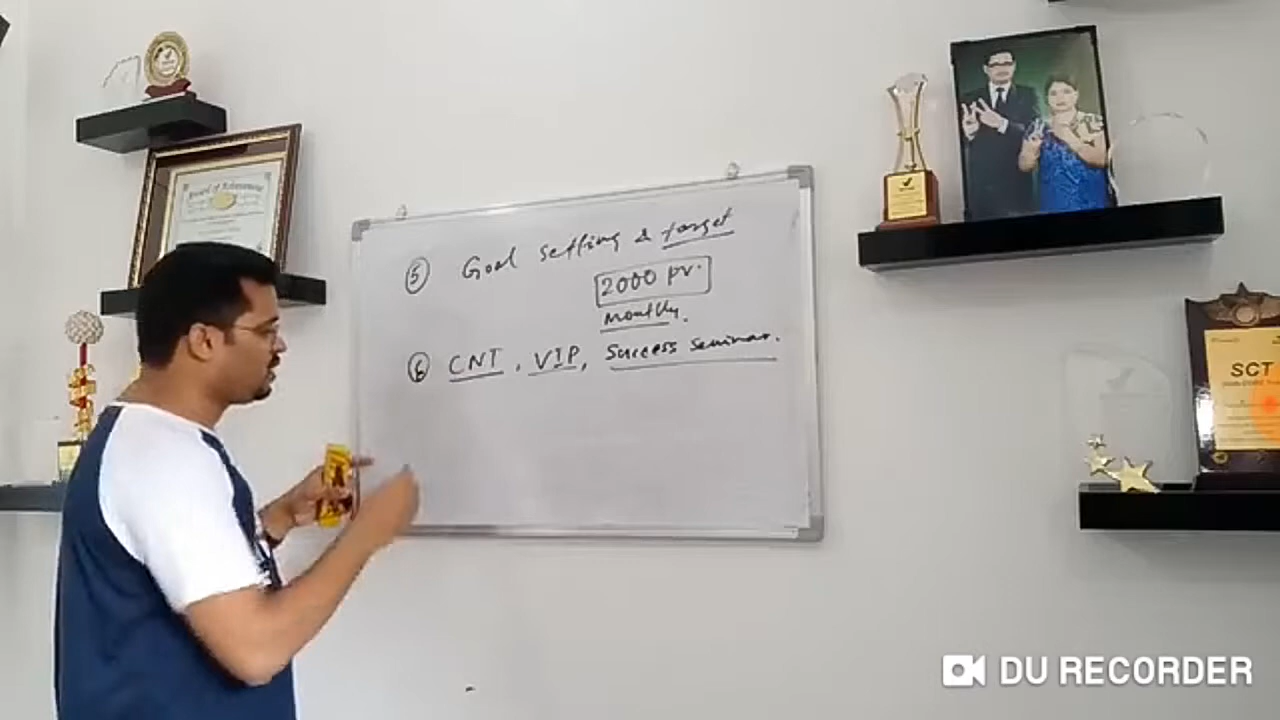 ⑤ Goal setting & target
2000 PV.
Monthly.
⑥ CNT, VIP, Success Seminar.
SCT
DU RECORDER